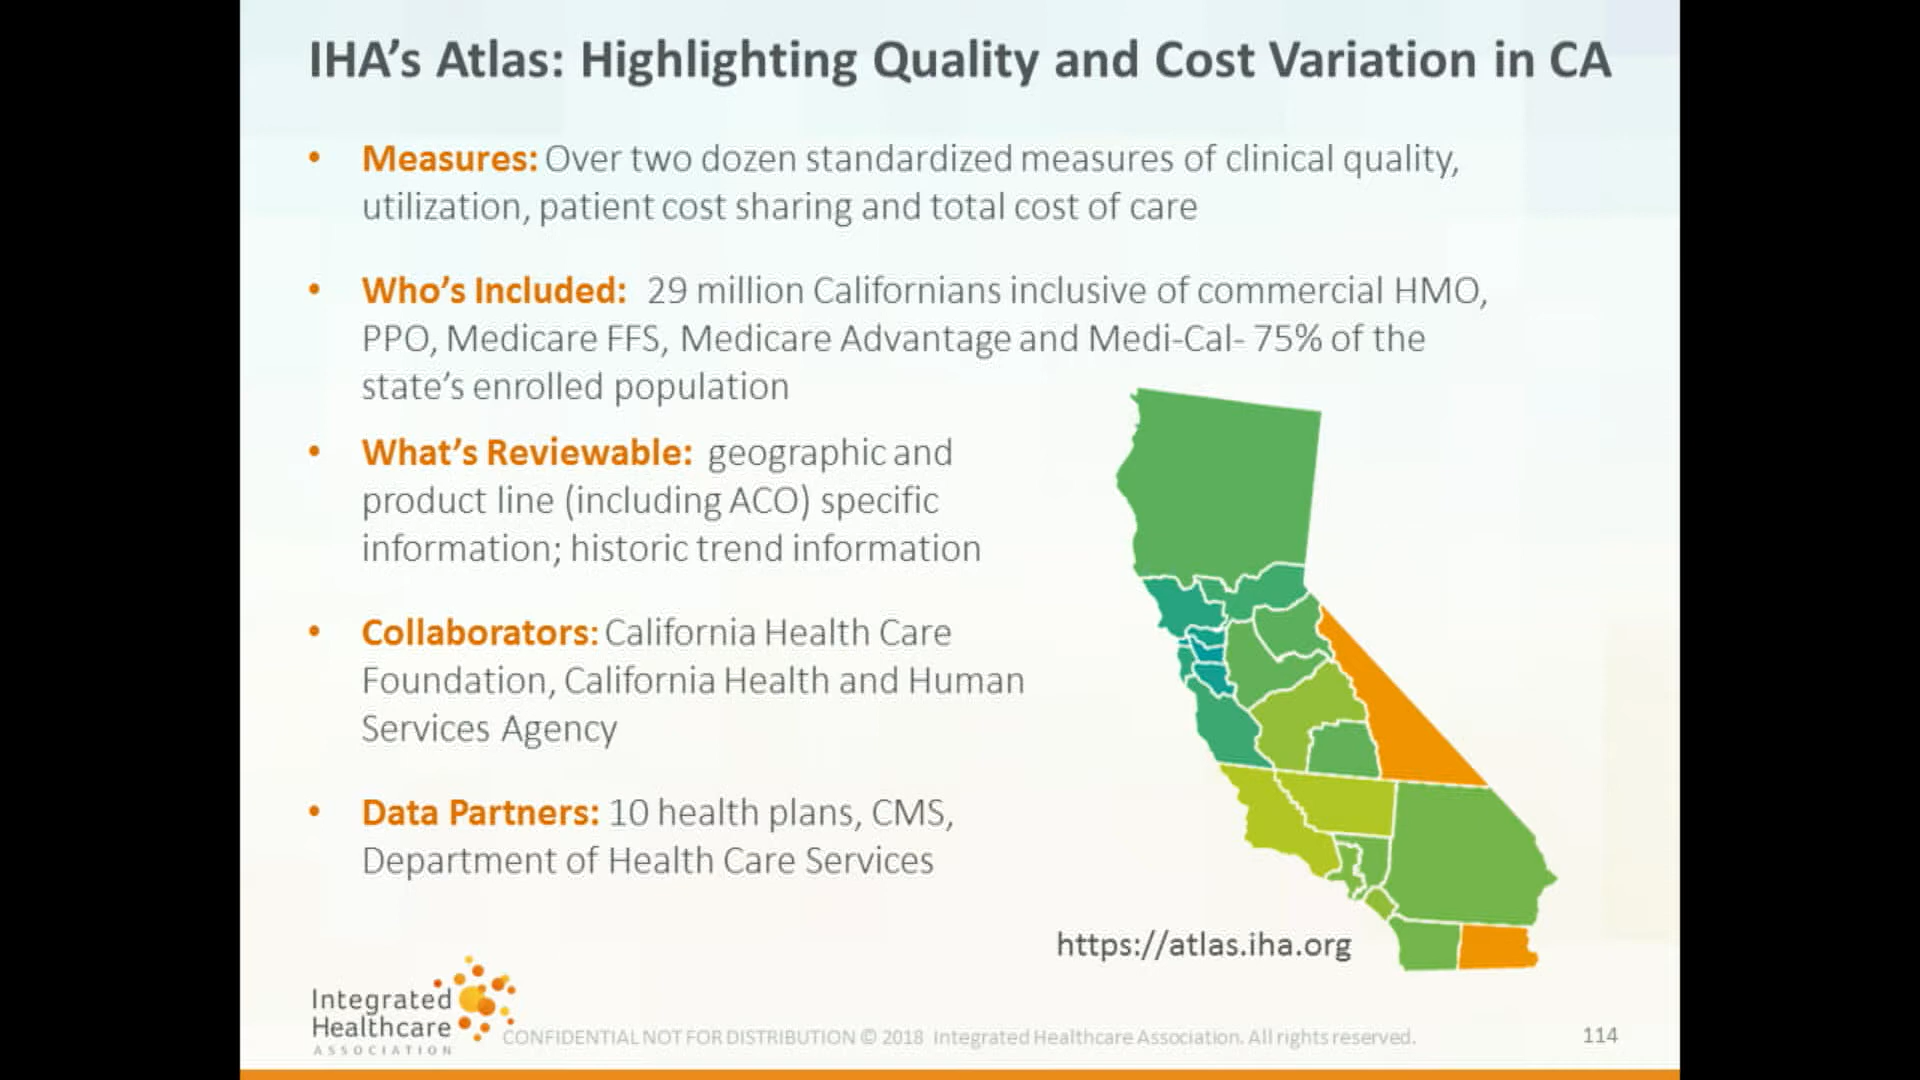 IHA’s Atlas: Highlighting Quality and Cost Variation in CA
• Measures: Over two dozen standardized measures of clinical quality,
utilization, patient cost sharing and total cost of care
• Who’s Included: 29 million Californians inclusive of commercial HMO,
PPO, Medicare FFS, Medicare Advantage and Medi-Cal- 75% of the
state’s enrolled population
• What’s Reviewable: geographic and
product line (including ACO) specific
information; historic trend information
• Collaborators: California Health Care
Foundation, California Health and Human
Services Agency
• Data Partners: 10 health plans, CMS,
Department of Health Care Services
https://atlas.iha.org
Integrated
Healthcare
ASSOCIATION
CONFIDENTIAL NOT FOR DISTRIBUTION © 2018 Integrated Healthcare Association. All rights reserved.
114